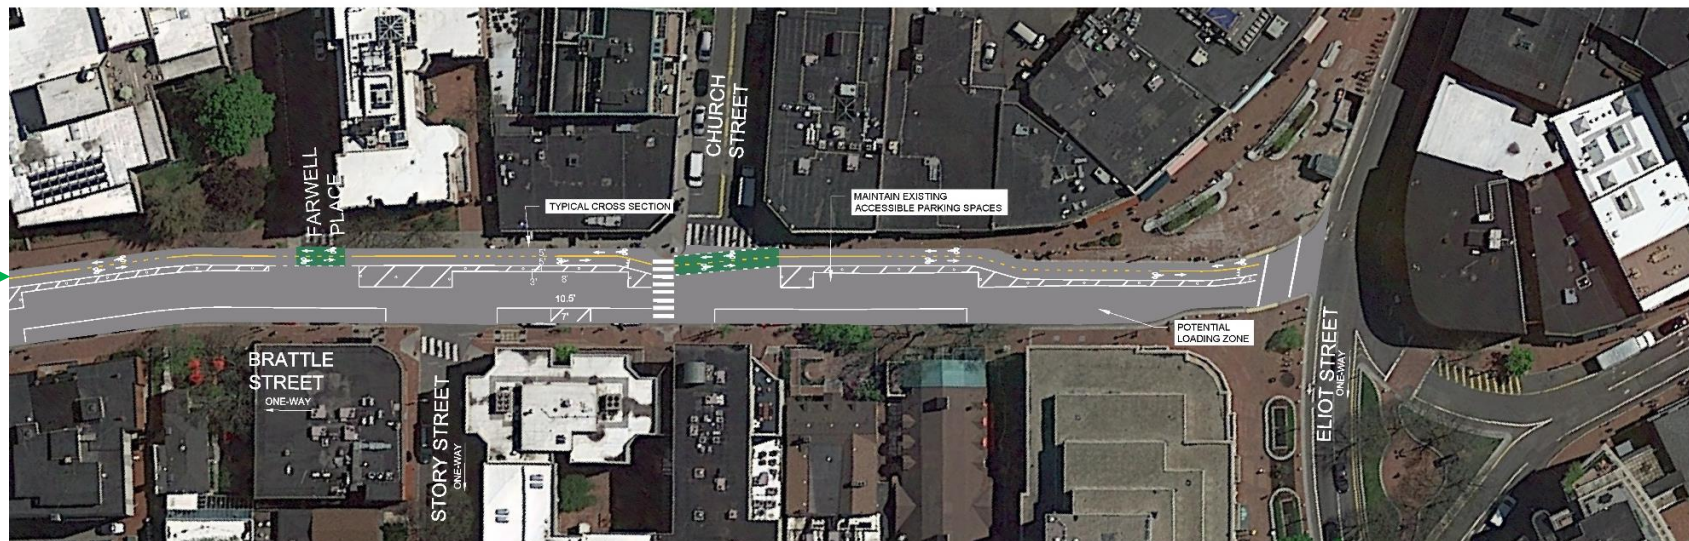 FARWELL
PLACE
CHURCH
STREET
TYPICAL CROSS SECTION
MAINTAIN EXISTING
ACCESSIBLE PARKING SPACES
10.5'
7'
POTENTIAL
LOADING ZONE
BRATTLE
STREET
ONE-WAY
STORY STREET
ONE-WAY
ELIOT STREET
ONE-WAY